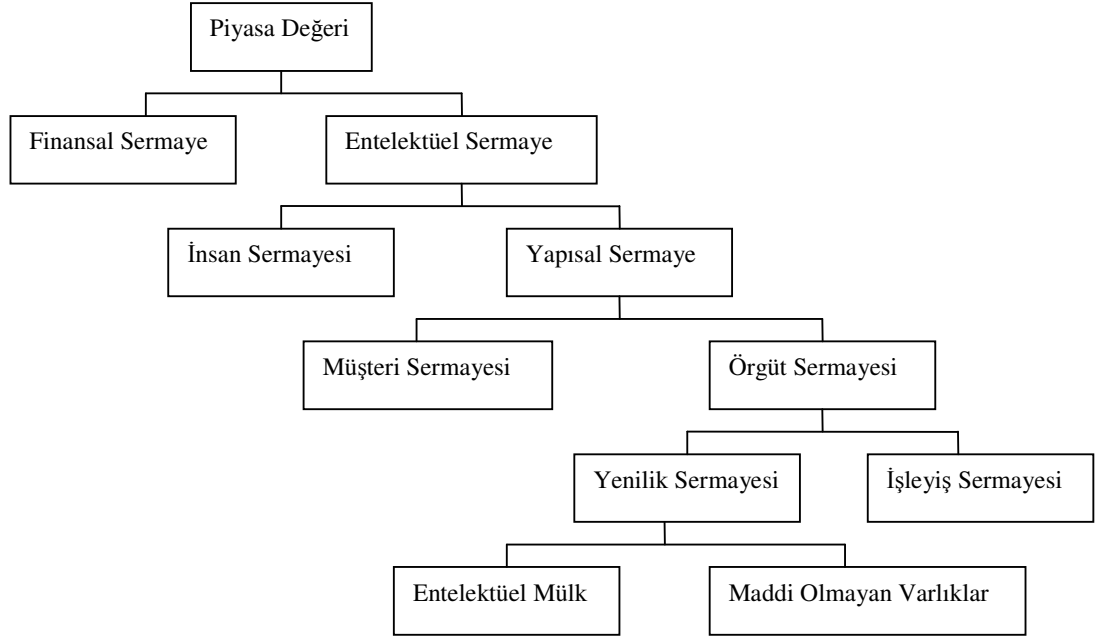 Piyasa Değeri
Finansal Sermaye
Entelektüel Sermaye
İnsan Sermayesi
Yapısal Sermaye
Müşteri Sermayesi
Örgüt Sermayesi
Yenilik Sermayesi
İşleyiş Sermayesi
Entelektüel Mülk
Maddi Olmayan Varlıklar